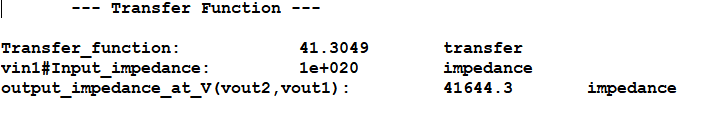 --- Transfer Function ---
Transfer_function: 41.3049 transfer
vin1#Input_impedance: 1e+020 impedance
output_impedance_at_V(vout2,vout1): 41644.3 impedance